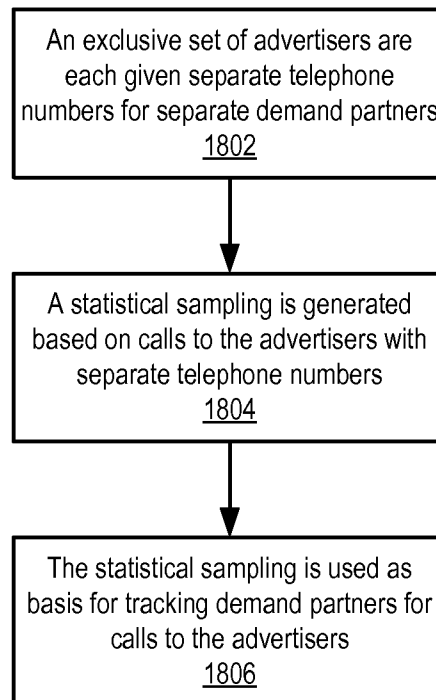 An exclusive set of advertisers are
each given separate telephone
numbers for separate demand partners
1802
A statistical sampling is generated
based on calls to the advertisers with
separate telephone numbers
1804
The statistical sampling is used as
basis for tracking demand partners for
calls to the advertisers
1806